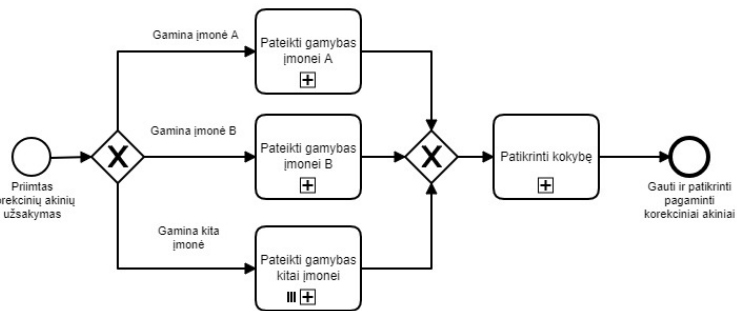 Gamina įmonė A
Pateikti gamybas
įmonei A
Gamina įmonė B
Pateikti gamybas
įmonei B
Patikrinti kokybę
Priimtas
orekcinių akinių
užsakymas
Gauti ir patikrinti
pagaminti
korekciniai akiniai
Gamina kita
įmonė
Pateikti gamybas
kitai įmonei